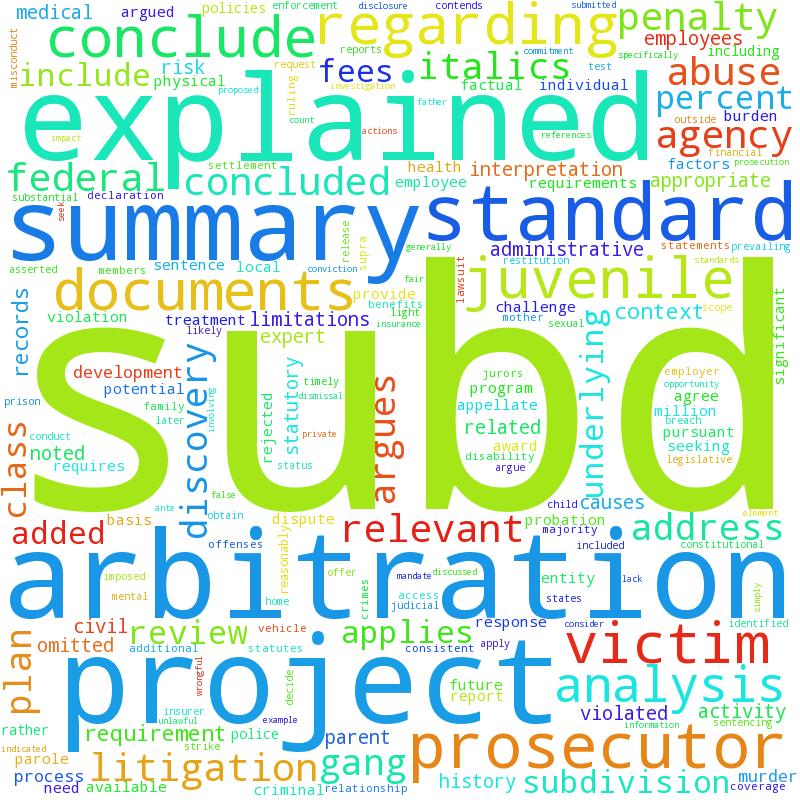 medical policies enforcement disclosure contends submitted
argued reports commitment employees
misconduct conclude regarding penalty
include risk fees italics specifically including
physical request ruling investigation test factual individual abuse
explained proposed count father percent burden
impact actions references agency outside
federal settlement health interpretation factors financial prosecution
substantial declaration concluded employee requirements appropriate
summary standard
seek release supra generally administrative statements prevailing
asserted members sentence local conviction fair restitution lawsuit standards
documents provide benefits juvenile
violation treatment limitations light insurance challenge context scope
records likely expert mother sexual underlying significant
subd
development jurors employer
potential timely program opportunity
prison family dismissal appellate agree
discovery involving statutory argues million breach
class conduct later rejected private related pursuant
noted award seeking
requires status disability legislative
argue
ante false obtain child causes element
added basis dispute relevant probation address
majority
arbitration
offenses included constitutional
imposed reasonably offer mandate discussed lack
mental home crimes access entity simply
judicial states
plan civil review vehicle applies response consider identified
omitted additional statutes consistent apply victim
project
rather wrongful decide future analysis
insurer report
unlawful example violated activity information
requirement strike police parent sentencing
indicated prosecutor
parole litigation gang
process history subdivision murder
need available criminal relationship coverage